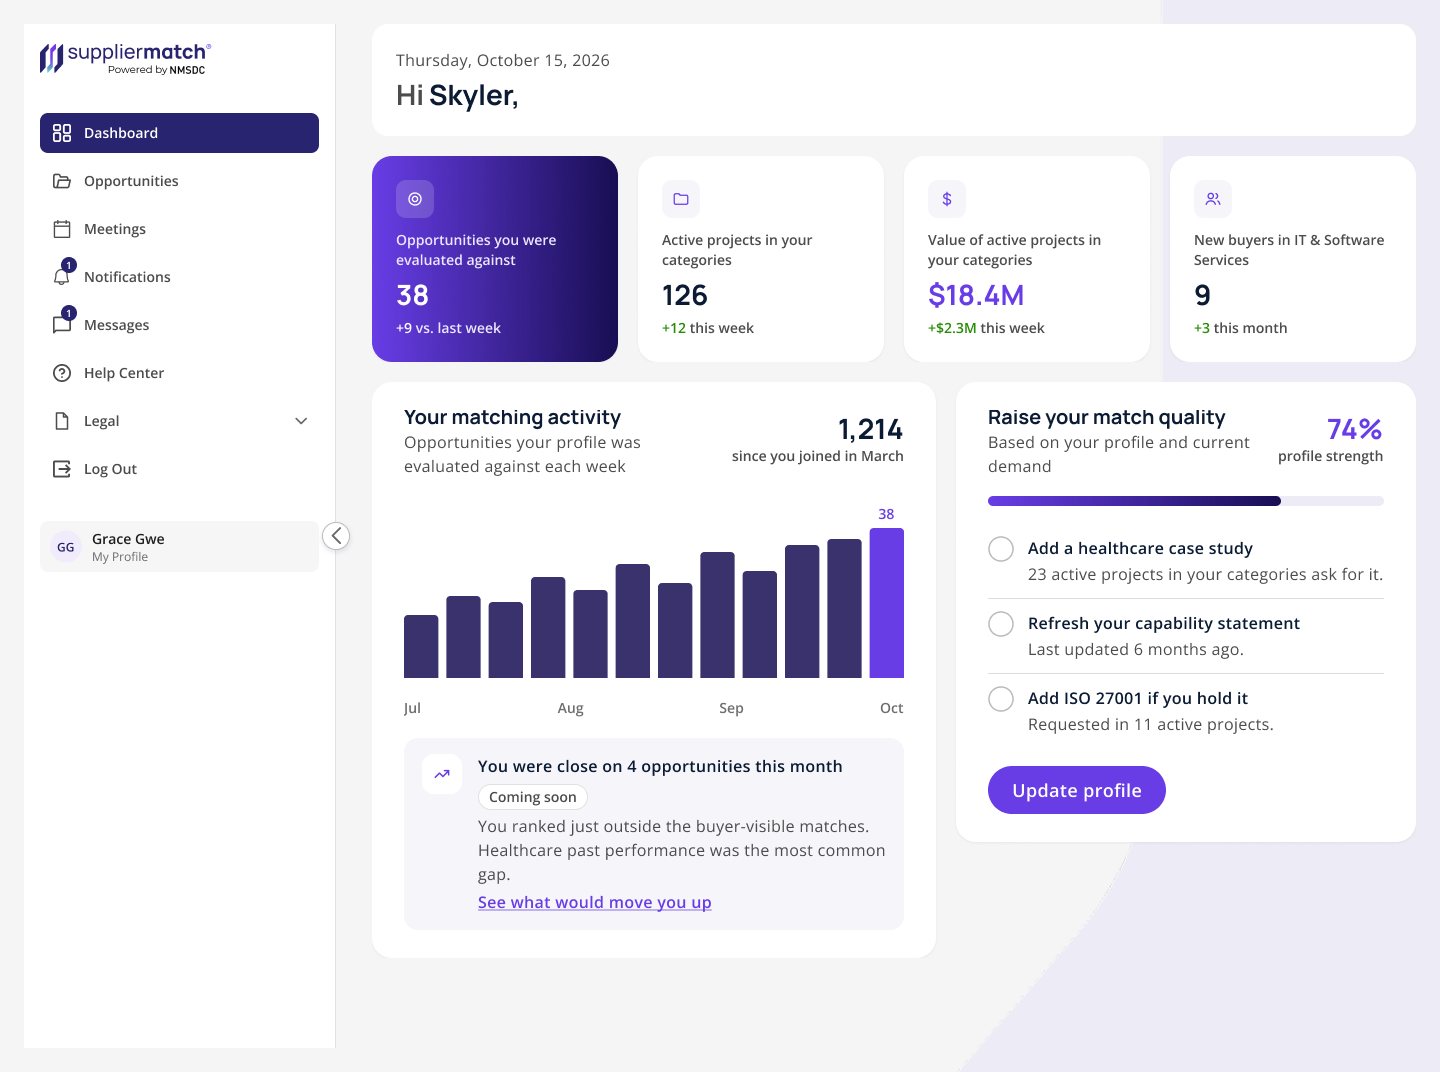 suppliermatch®
Powered by NMSDC
Dashboard
Opportunities
Meetings
1
Notifications
1
Messages
Help Center
Legal
Log Out
GG
Grace Gwe
My Profile
Thursday, October 15, 2026
Hi Skyler,
Opportunities you were
evaluated against
38
+9 vs. last week
Active projects in your
categories
126
+12 this week
$
Value of active projects in
your categories
$18.4M
+$2.3M this week
New buyers in IT & Software
Services
9
+3 this month
Your matching activity
Opportunities your profile was
evaluated against each week
1,214
since you joined in March
38
Jul Aug Sep Oct
You were close on 4 opportunities this month
Coming soon
You ranked just outside the buyer-visible matches.
Healthcare past performance was the most common
gap.
See what would move you up
Raise your match quality
Based on your profile and current
demand
74%
profile strength
Add a healthcare case study
23 active projects in your categories ask for it.
Refresh your capability statement
Last updated 6 months ago.
Add ISO 27001 if you hold it
Requested in 11 active projects.
Update profile